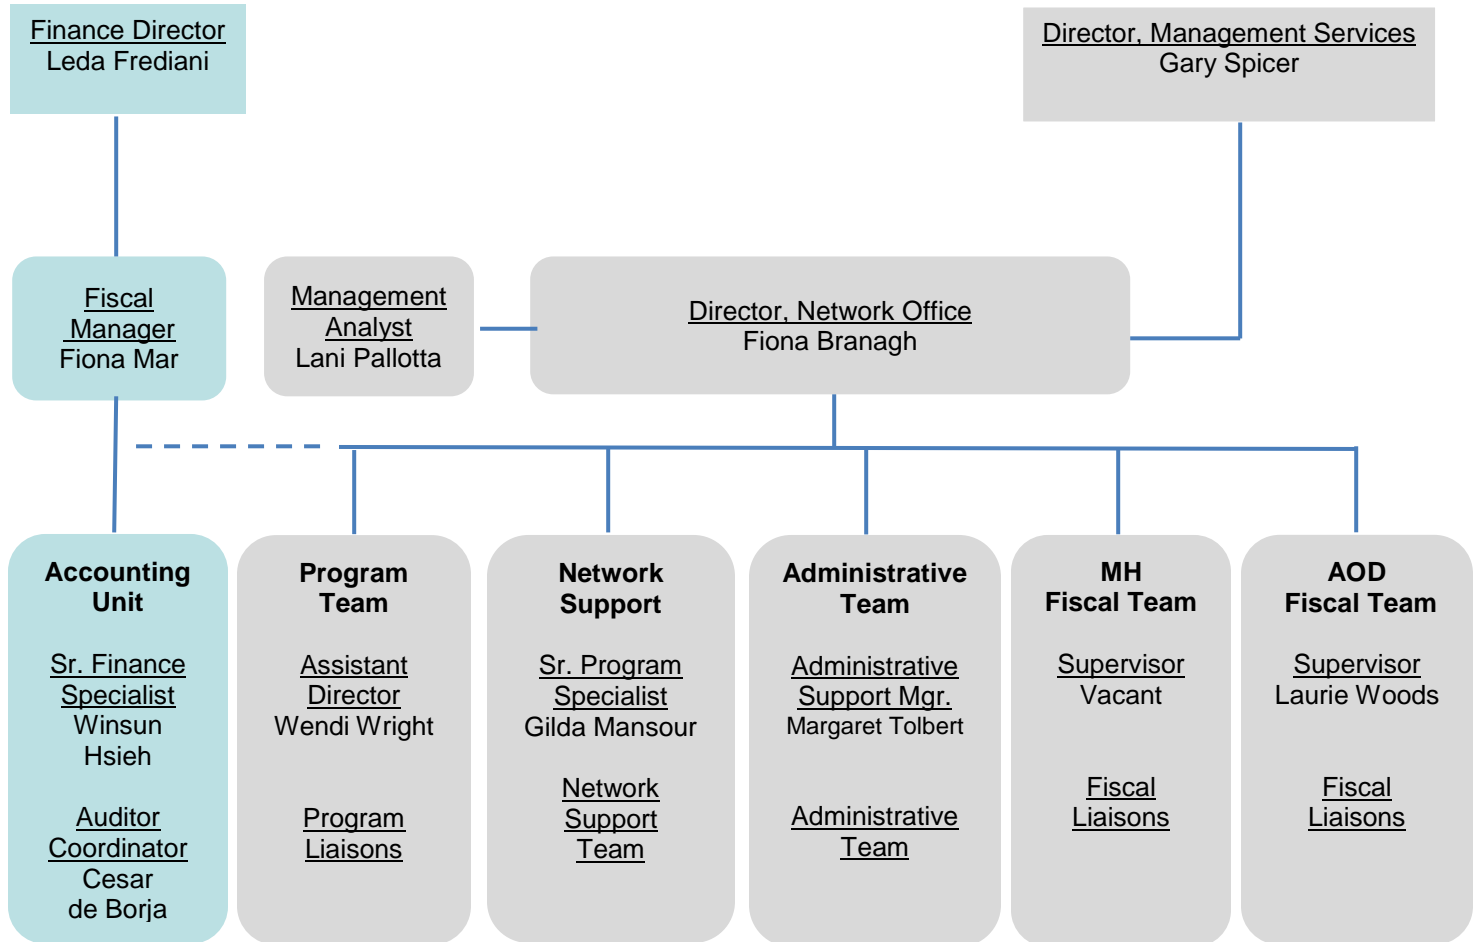 Finance Director
Leda Frediani
Director, Management Services
Gary Spicer
Fiscal
Manager
Fiona Mar
Management
Analyst
Lani Pallotta
Director, Network Office
Fiona Branagh
Accounting
Unit
Sr. Finance
Specialist
Winsun
Hsieh
Auditor
Coordinator
Cesar
de Borja
Program
Team
Assistant
Director
Wendi Wright
Program
Liaisons
Network
Support
Sr. Program
Specialist
Gilda Mansour
Network
Support
Team
Administrative
Team
Administrative
Support Mgr.
Margaret Tolbert
Administrative
Team
MH
Fiscal Team
Supervisor
Vacant
Fiscal
Liaisons
AOD
Fiscal Team
Supervisor
Laurie Woods
Fiscal
Liaisons